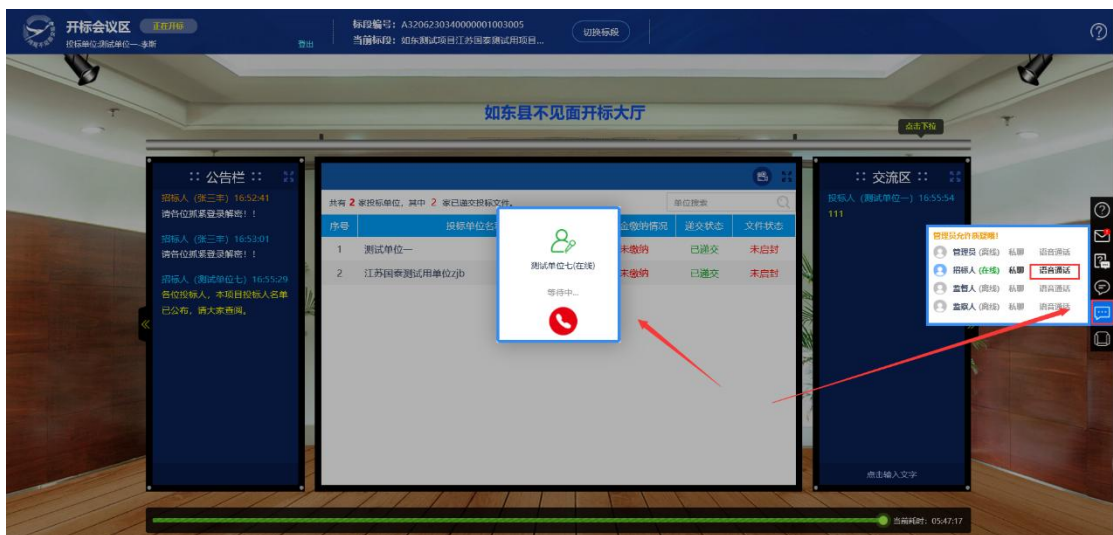 开标会议区
正在开标
投标单位:测试单位一-李斯
登出
标段编号：A3206230340000001003005
当前标段：如东测试项目江苏国泰测试用项目...
切换标段
如东县不见面开标大厅
点击下拉
:: 公告栏 ::
招标人（张三丰）16:52:41
请各位抓紧登录解密！！
招标人（张三丰）16:53:01
请各位抓紧登录解密！！
招标人（测试单位七）16:55:29
各位投标人，本项目投标人名单
已公布，请大家查阅。
共有 2 家投标单位，其中 2 家已递交投标文件。
单位搜索
序号 投标单位名 金缴纳情况 递交状态 文件状态
1 测试单位一 未缴纳 已递交 未启封
2 江苏国泰测试用单位zjb 未缴纳 已递交 未启封
测试单位七(在线)
等待中...
:: 交流区 ::
投标人（测试单位一）16:55:54
111
点击输入文字
管理员(离线) 私聊 语音通话
招标人(在线) 私聊 语音通话
监管人(离线) 私聊 语音通话
监察人(离线) 私聊 语音通话
当前耗时：05:47:17